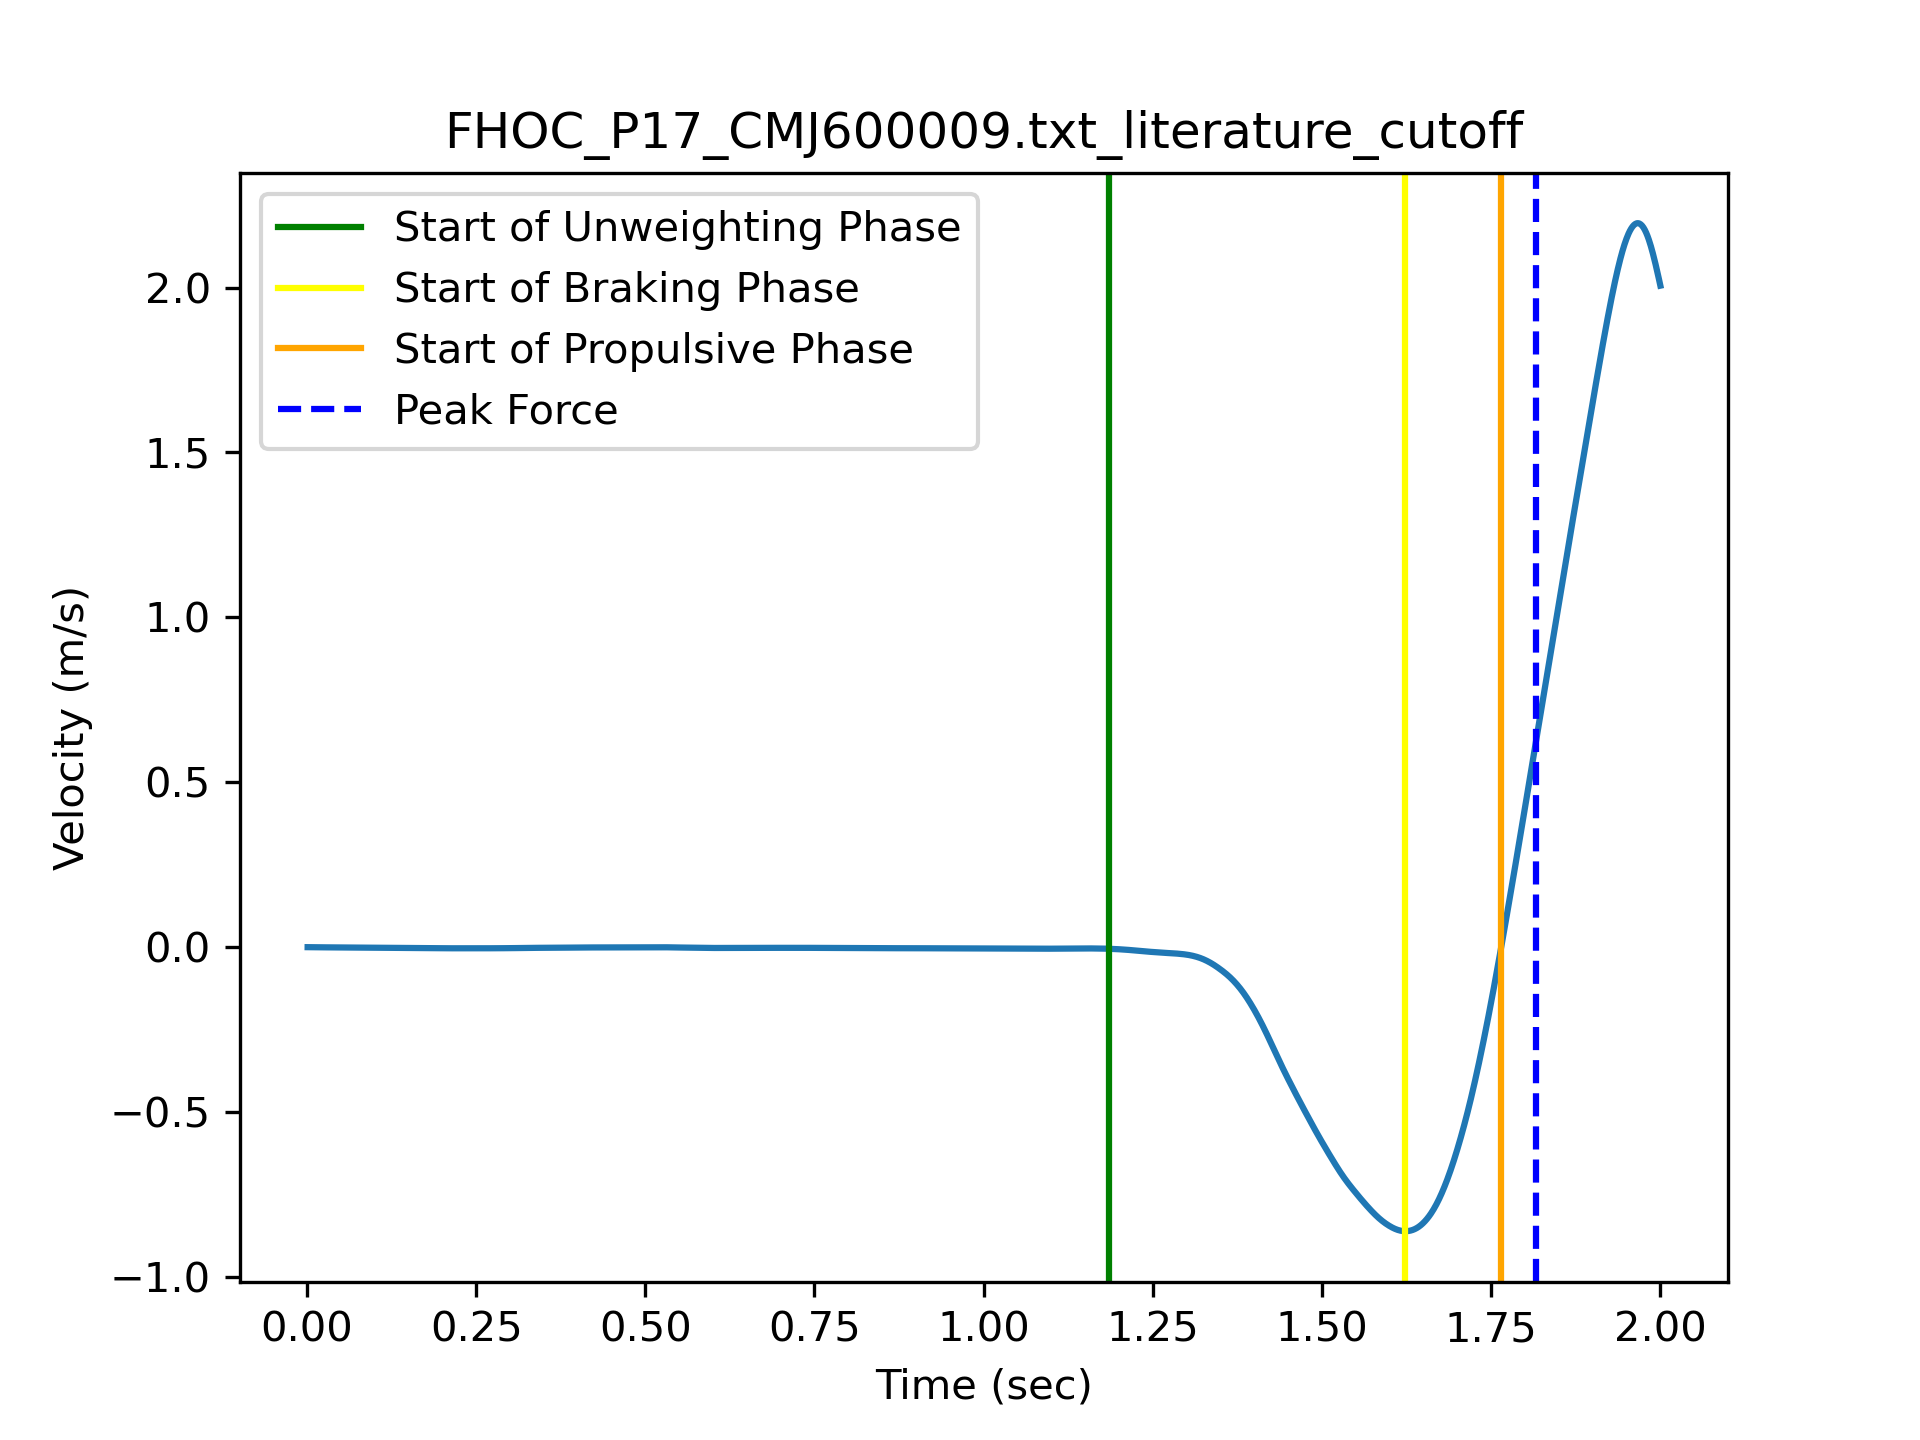 FHOC_P17_CMJ600009.txt_literature_cutoff
Start of Unweighting Phase
Start of Braking Phase
Start of Propulsive Phase
Peak Force
2.0
1.5
1.0
0.5
0.0
−0.5
−1.0
Velocity (m/s)
0.00 0.25 0.50 0.75 1.00 1.25 1.50 1.75 2.00
Time (sec)